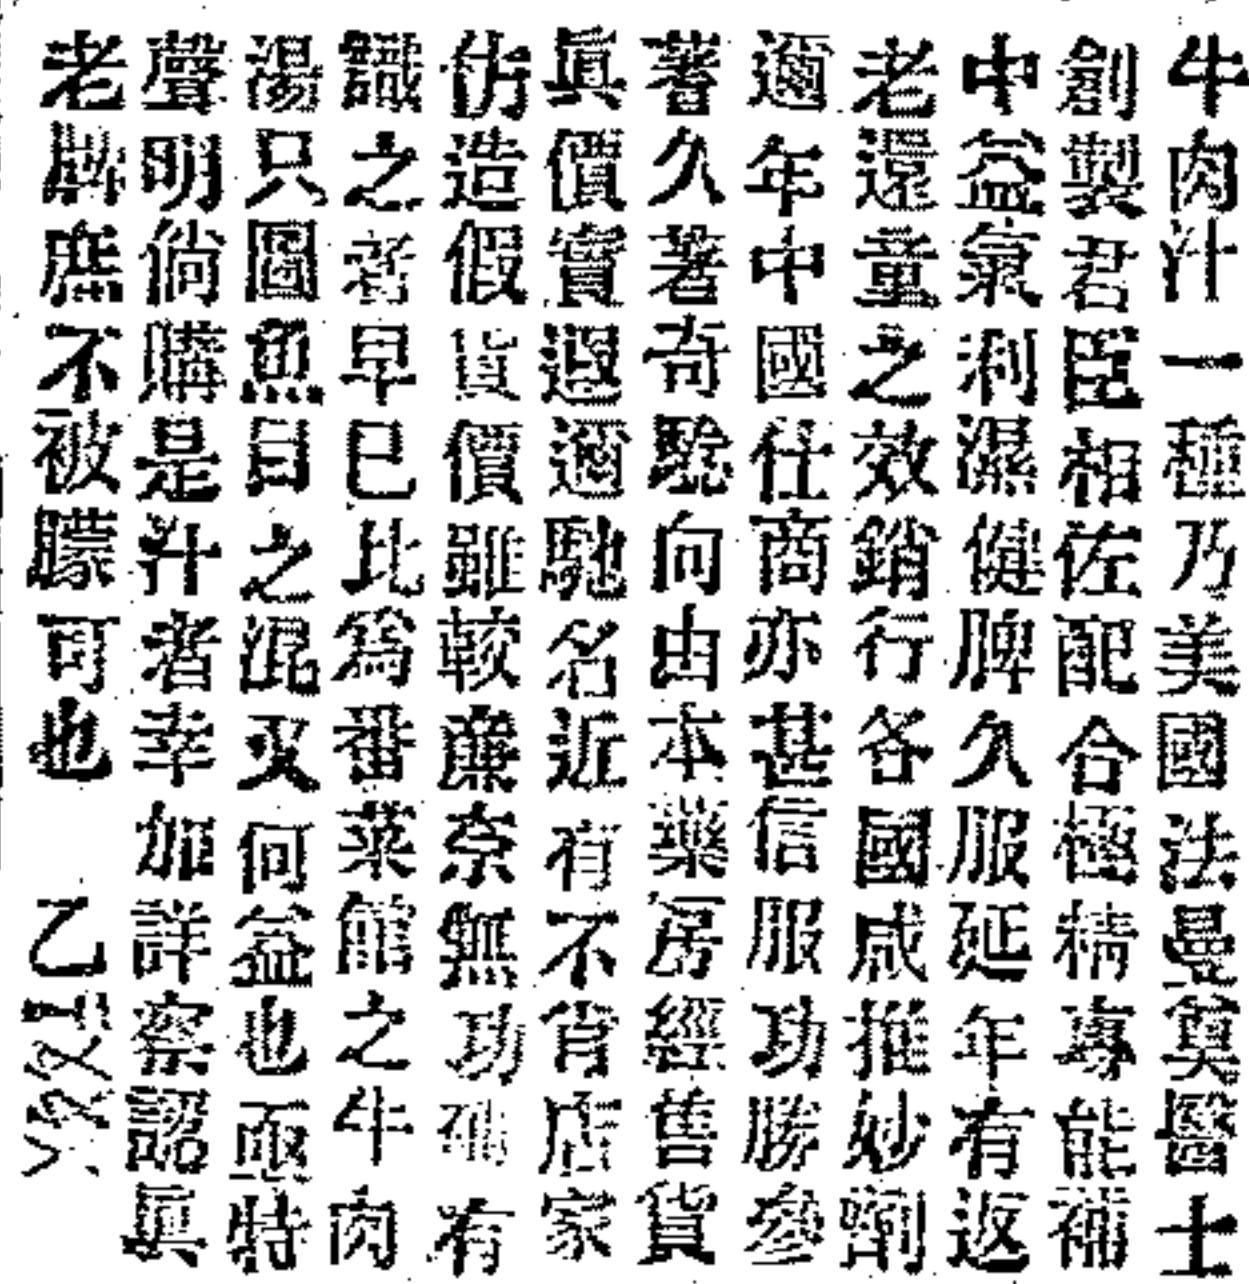 牛肉汁一種乃美國法曼莫醫士
創製君臣相佐配合極精專能補
中益氣利濕健脾久服延年有返
老還童之效銷行各國咸推妙劑
邇年中國仕商亦甚信服功勝參
蓍久著奇騐向由本藥房經售貨
眞價實遐邇馳名近有不肖店家
仿造假貨價雖較廉奈無功 有
識之者早已比爲番菜館之牛肉
湯只圖魚目之混又何益也亟特
聲明倘購是汁者幸加詳察認眞
老牌庶不被朦可也 乙